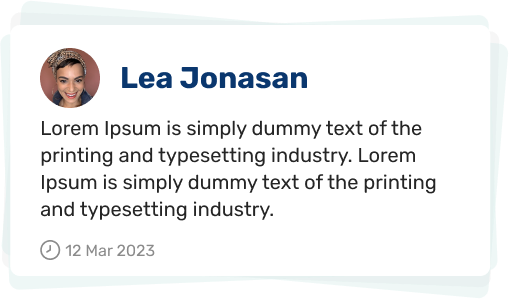 Lea Jonasan
Lorem Ipsum is simply dummy text of the
printing and typesetting industry. Lorem
Ipsum is simply dummy text of the printing
and typesetting industry.
12 Mar 2023